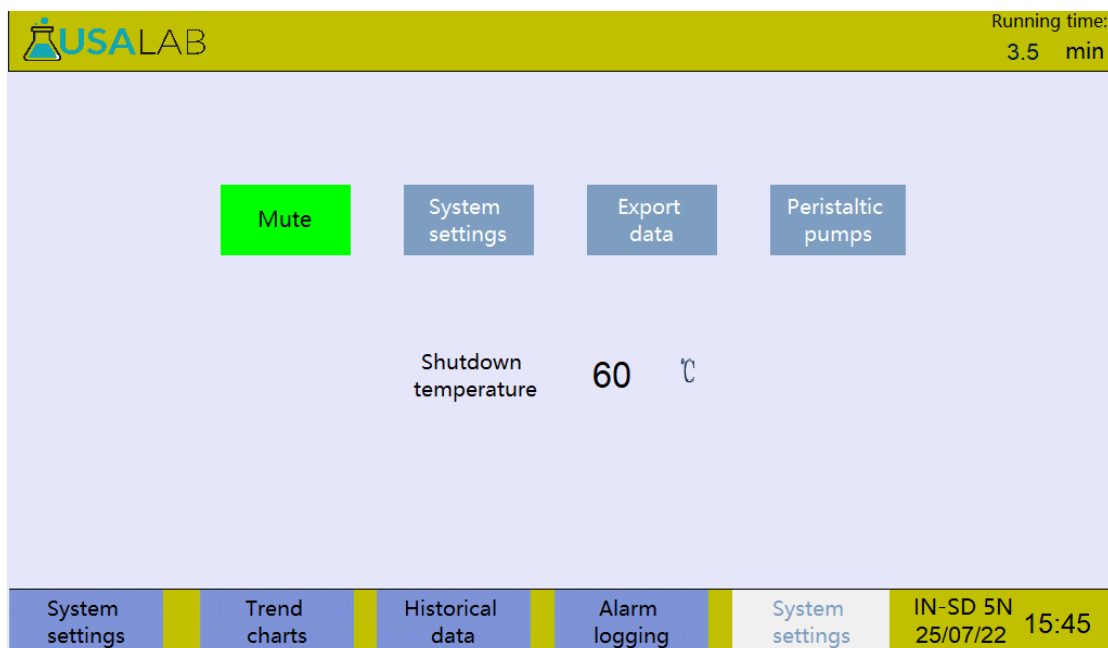 USALAB
Running time:
3.5 min
Mute
System
settings
Export
data
Peristaltic
pumps
Shutdown
temperature
60 ℃
System
settings
Trend
charts
Historical
data
Alarm
logging
System
settings
IN-SD 5N
25/07/22
15:45